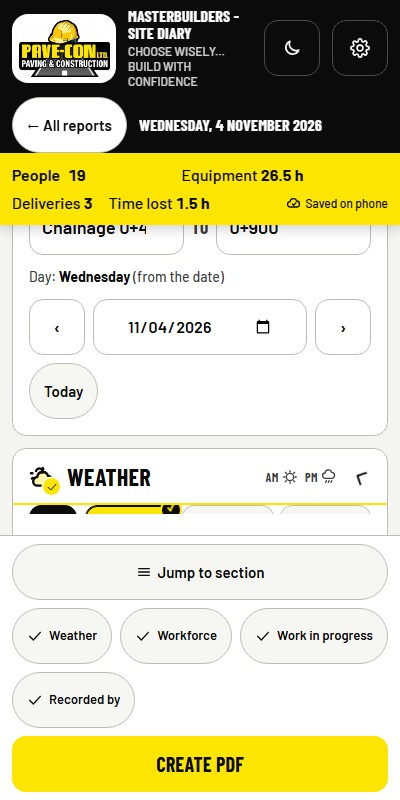 PAVE-CON LTD.
PAVING & CONSTRUCTION
MASTERBUILDERS -
SITE DIARY
CHOOSE WISELY...
BUILD WITH
CONFIDENCE
← All reports
WEDNESDAY, 4 NOVEMBER 2026
People 19
Equipment 26.5 h
Deliveries 3
Time lost 1.5 h
Saved on phone
Chainage 0+4
TO
0+900
Day: Wednesday (from the date)
‹
11/04/2026
›
Today
WEATHER
AM
PM
Jump to section
Weather
Workforce
Work in progress
Recorded by
CREATE PDF